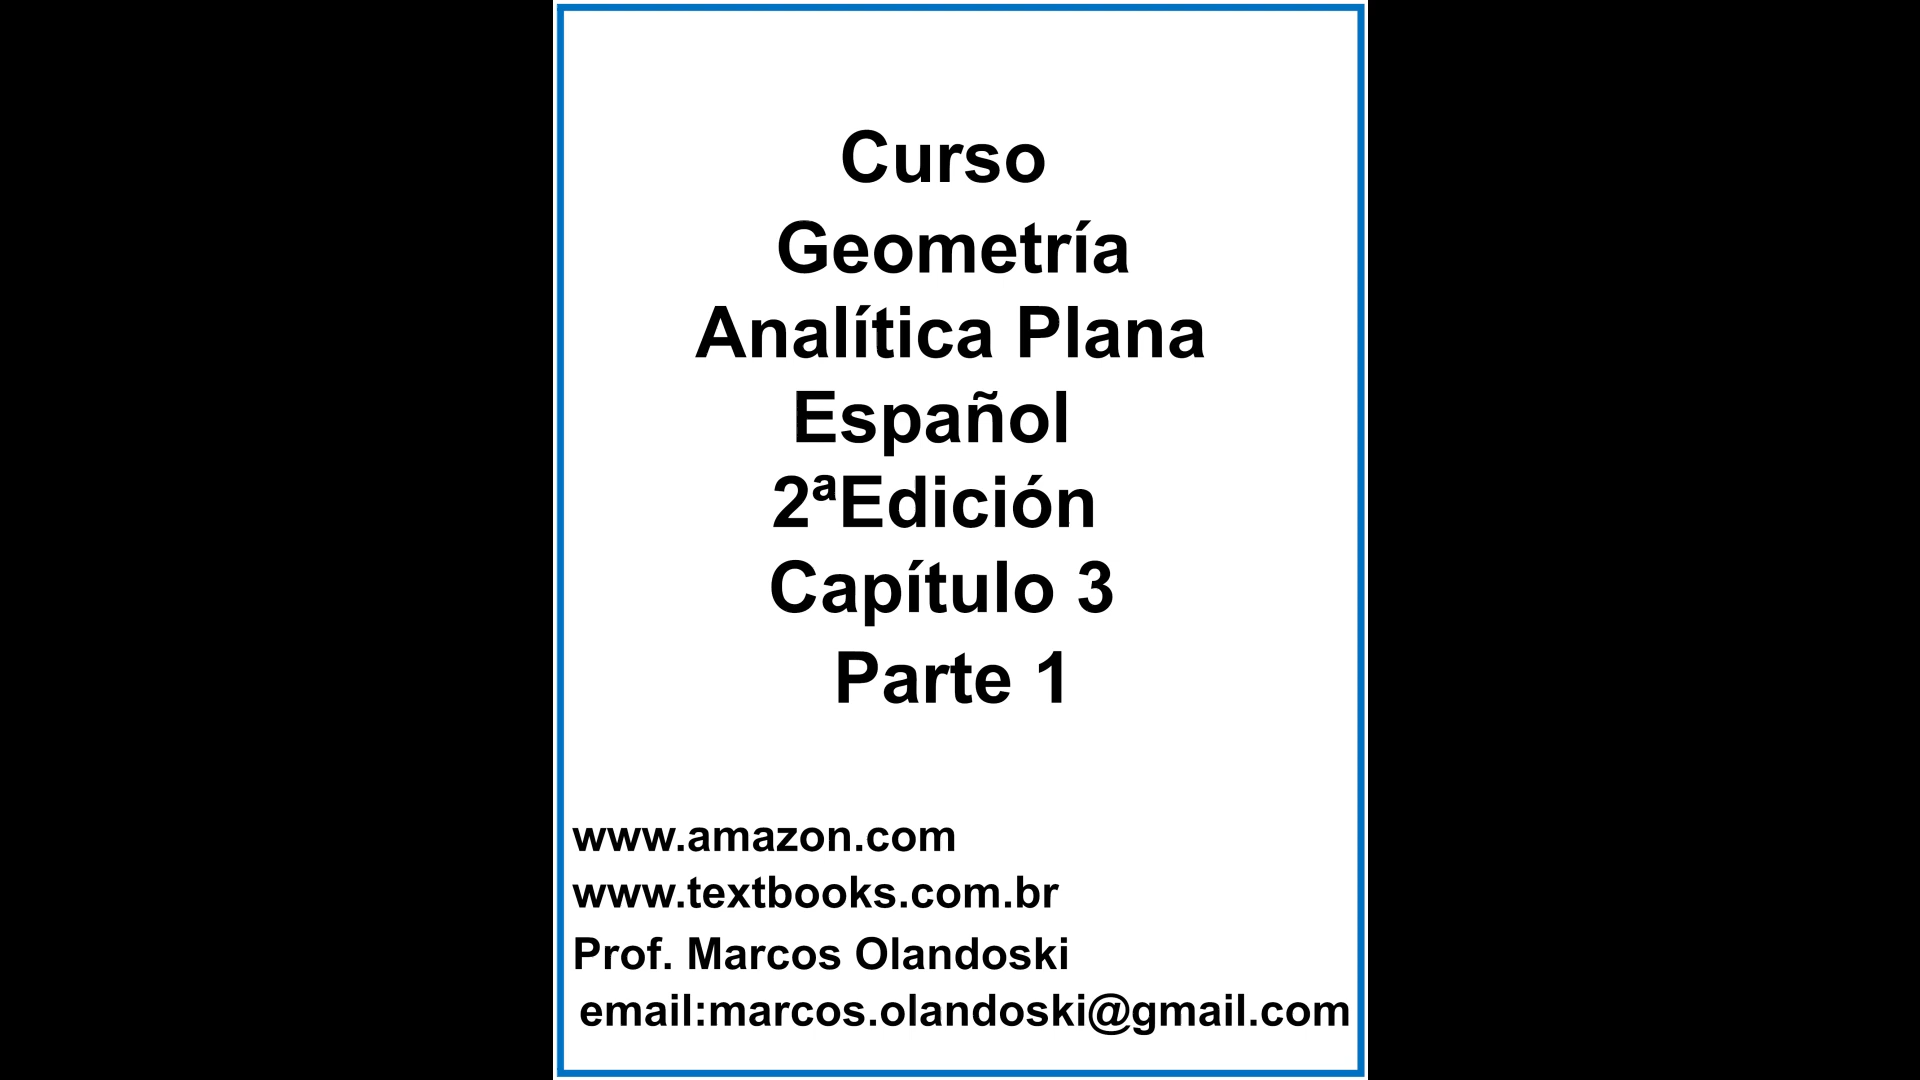 Curso
Geometría
Analítica Plana
Español
2ªEdición
Capítulo 3
Parte 1
www.amazon.com
www.textbooks.com.br
Prof. Marcos Olandoski
email:marcos.olandoski@gmail.com